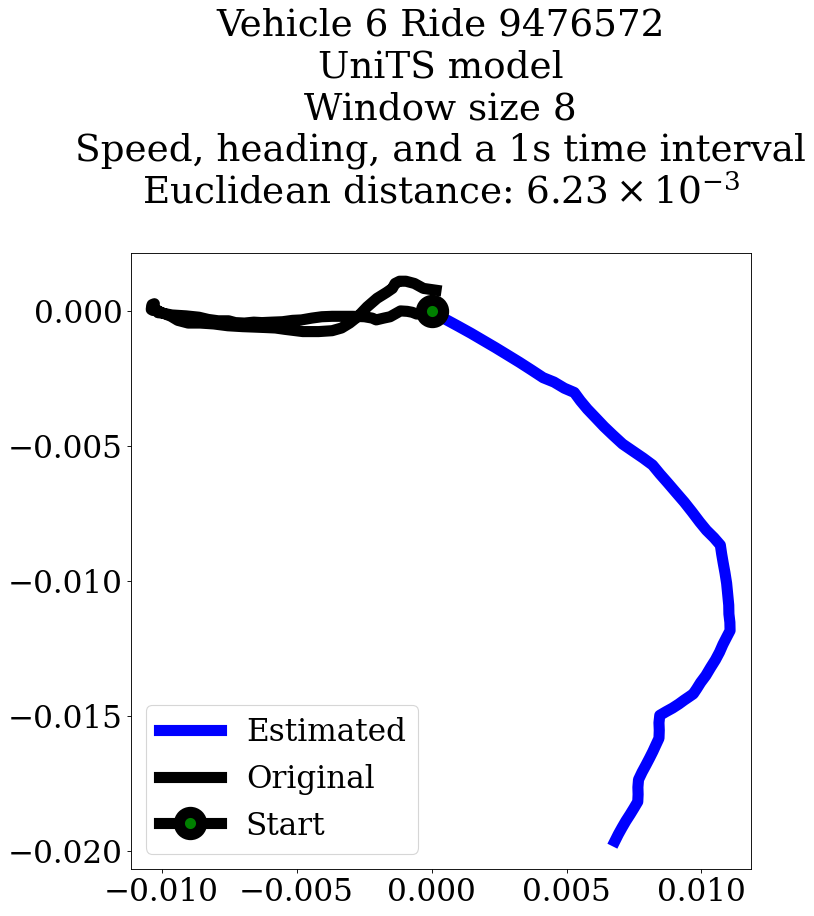 Vehicle 6 Ride 9476572
UniTS model
Window size 8
Speed, heading, and a 1s time interval
Euclidean distance: 6.23 × 10⁻³
0.000
−0.005
−0.010
−0.015
−0.020
Estimated
Original
Start
−0.010 −0.005 0.000 0.005 0.010